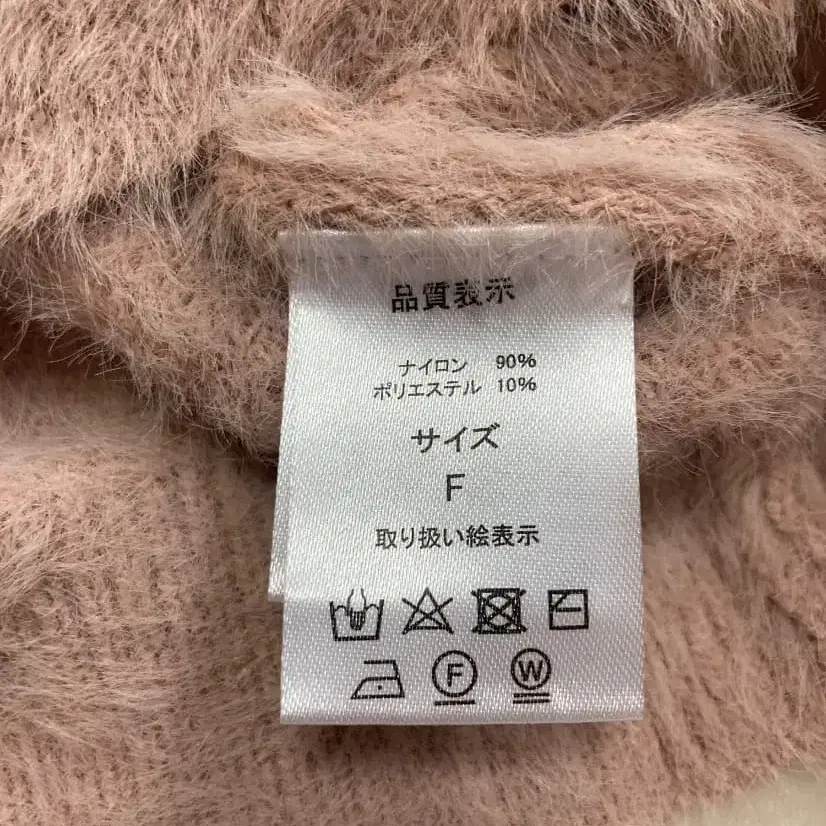 品質表示
ナイロン 90%
ポリエステル 10%
サイズ
F
取り扱い絵表示
F W